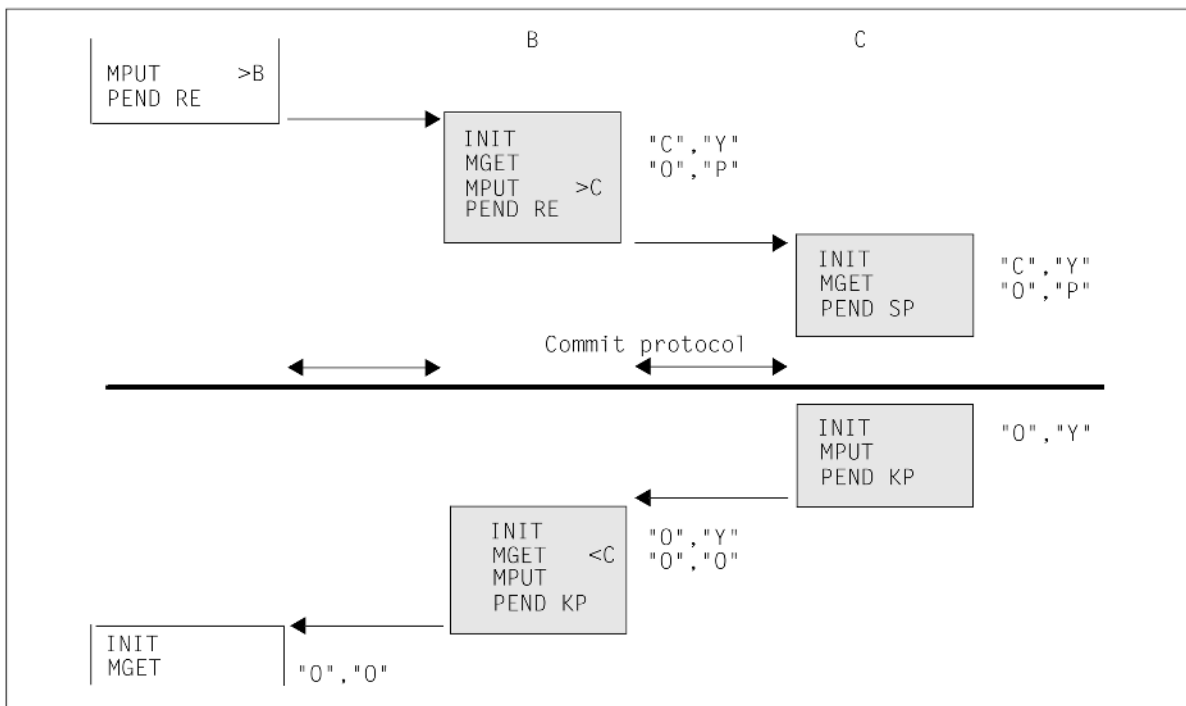 B C
MPUT >B
PEND RE
INIT
MGET
MPUT >C
PEND RE
"C","Y"
"O","P"
INIT
MGET
PEND SP
"C","Y"
"O","P"
Commit protocol
INIT
MPUT
PEND KP
"O","Y"
INIT
MGET <C
MPUT
PEND KP
"O","Y"
"O","O"
INIT
MGET
"O","O"